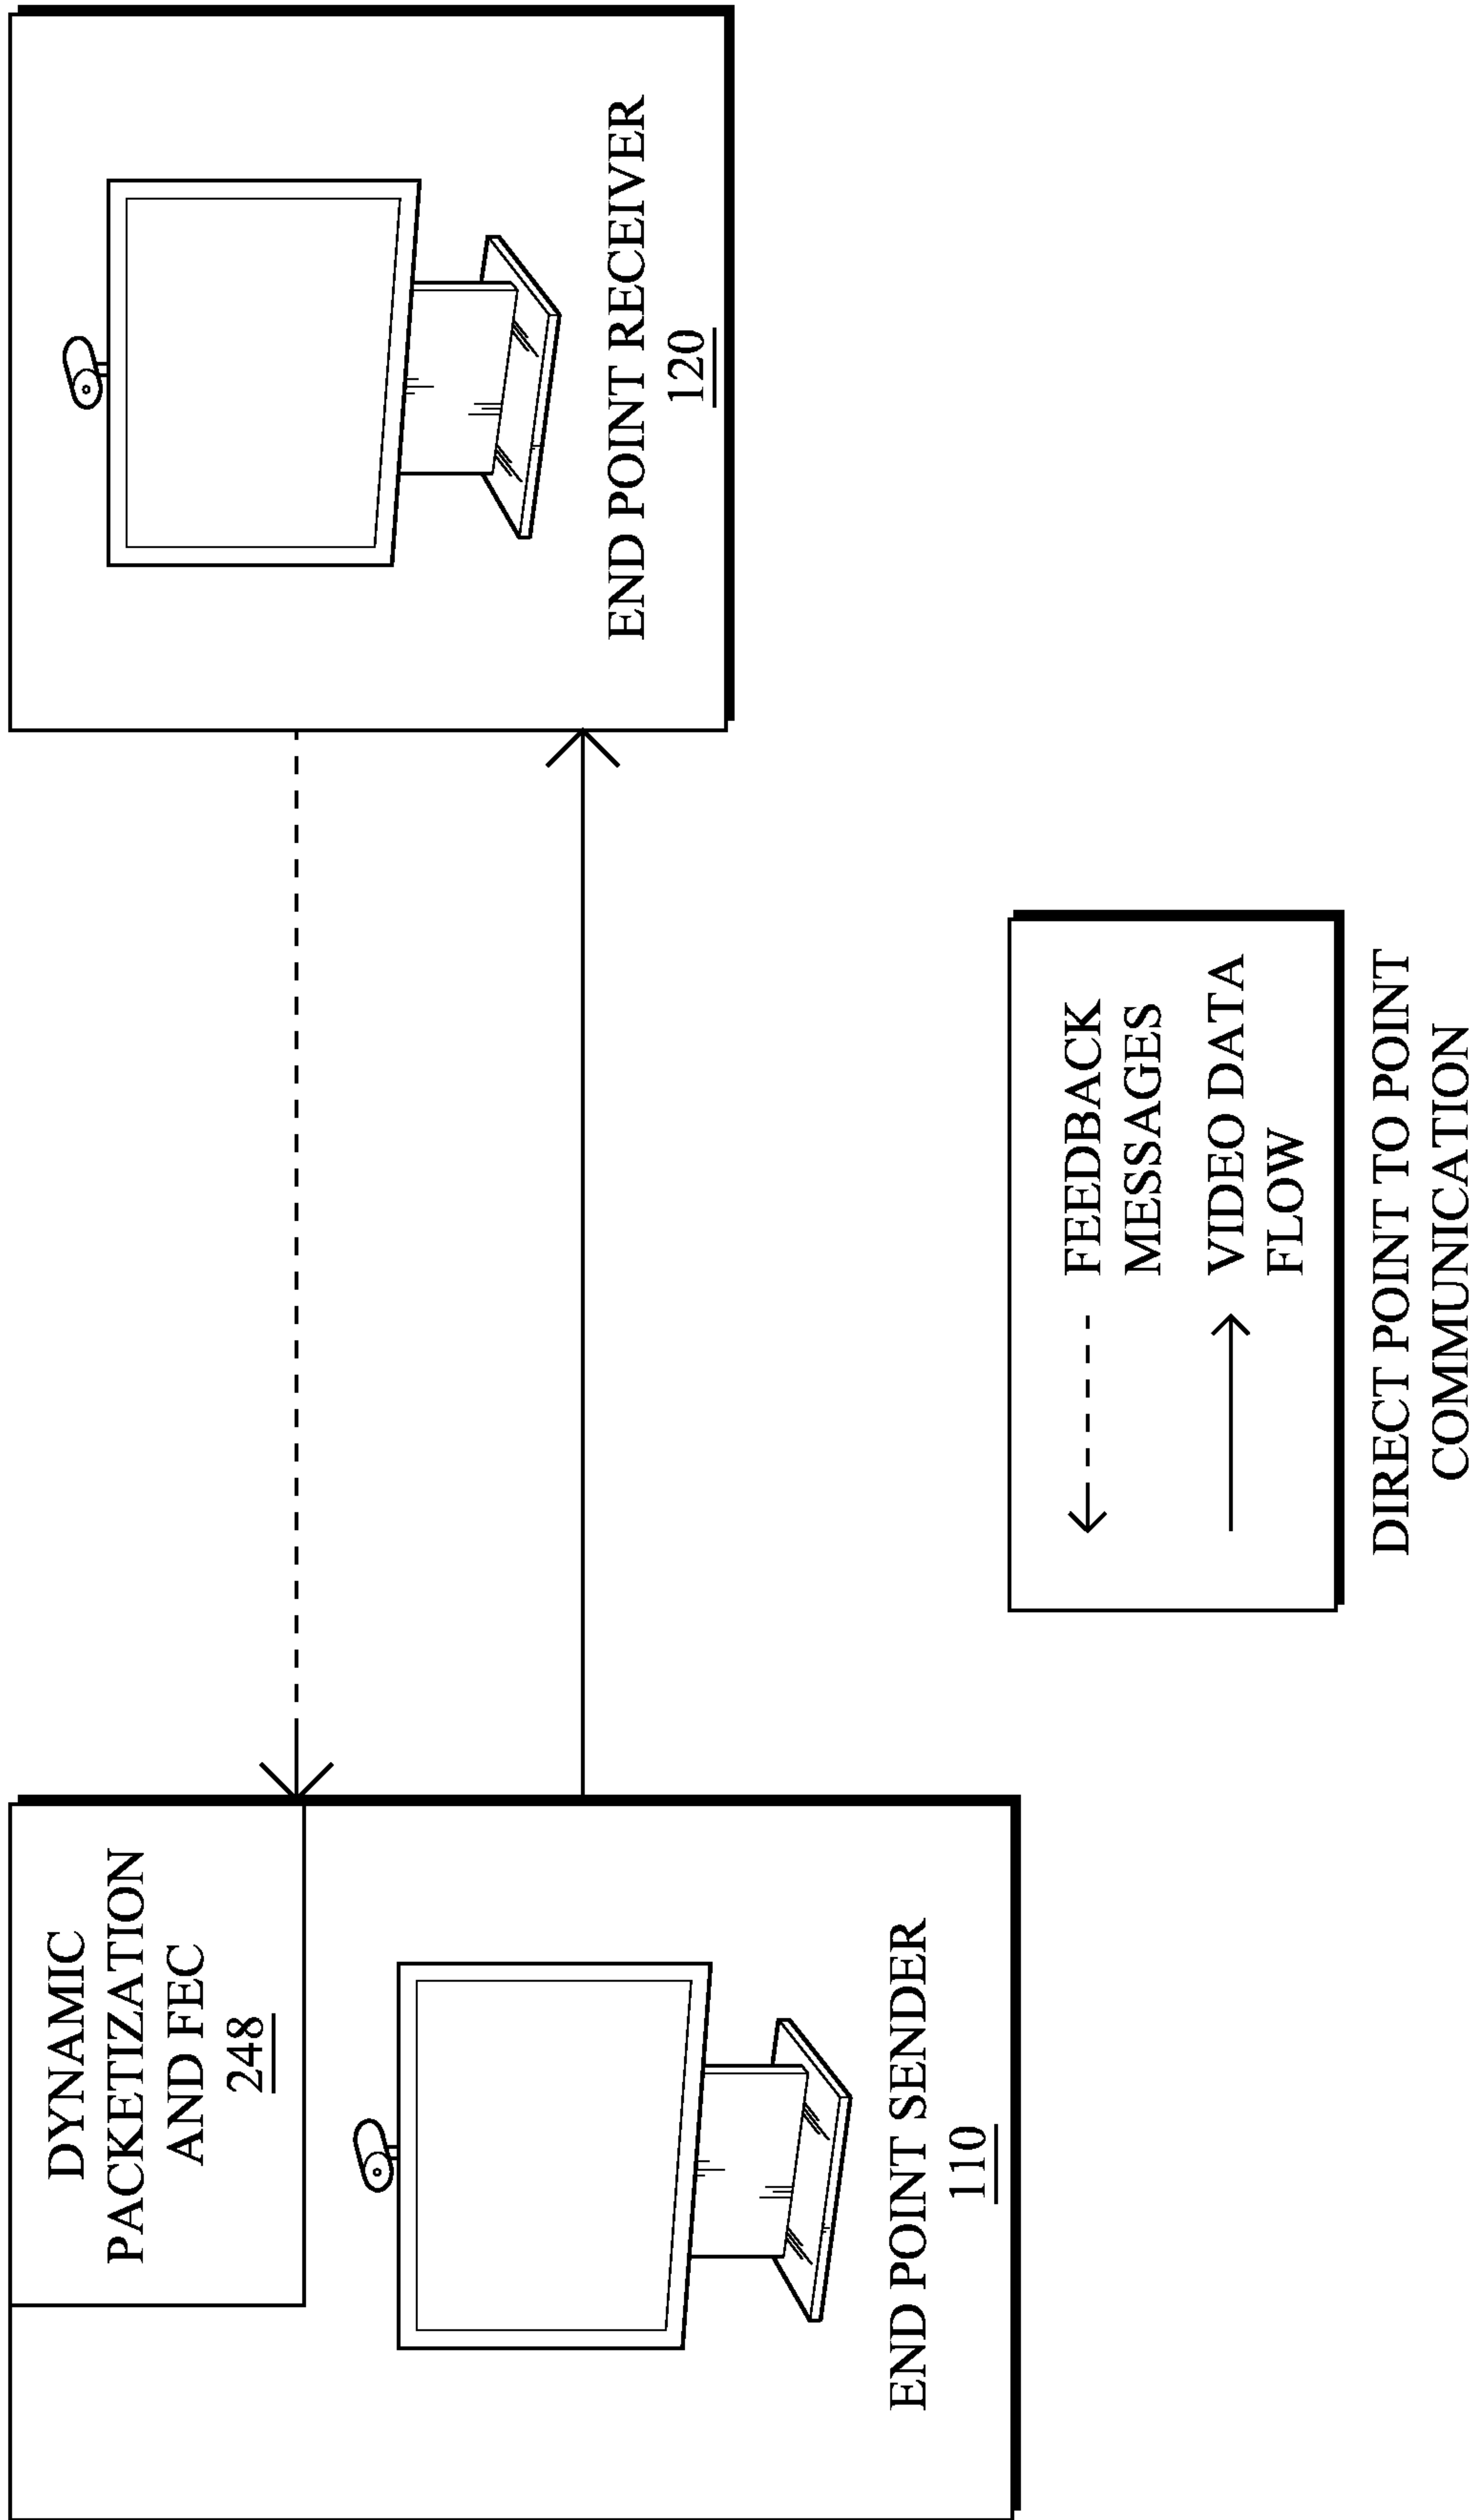 DYNAMIC
PACKETIZATION
AND FEC
248
END POINT SENDER
110
END POINT RECEIVER
120
FEEDBACK
MESSAGES
VIDEO DATA
FLOW
DIRECT POINT TO POINT
COMMUNICATION